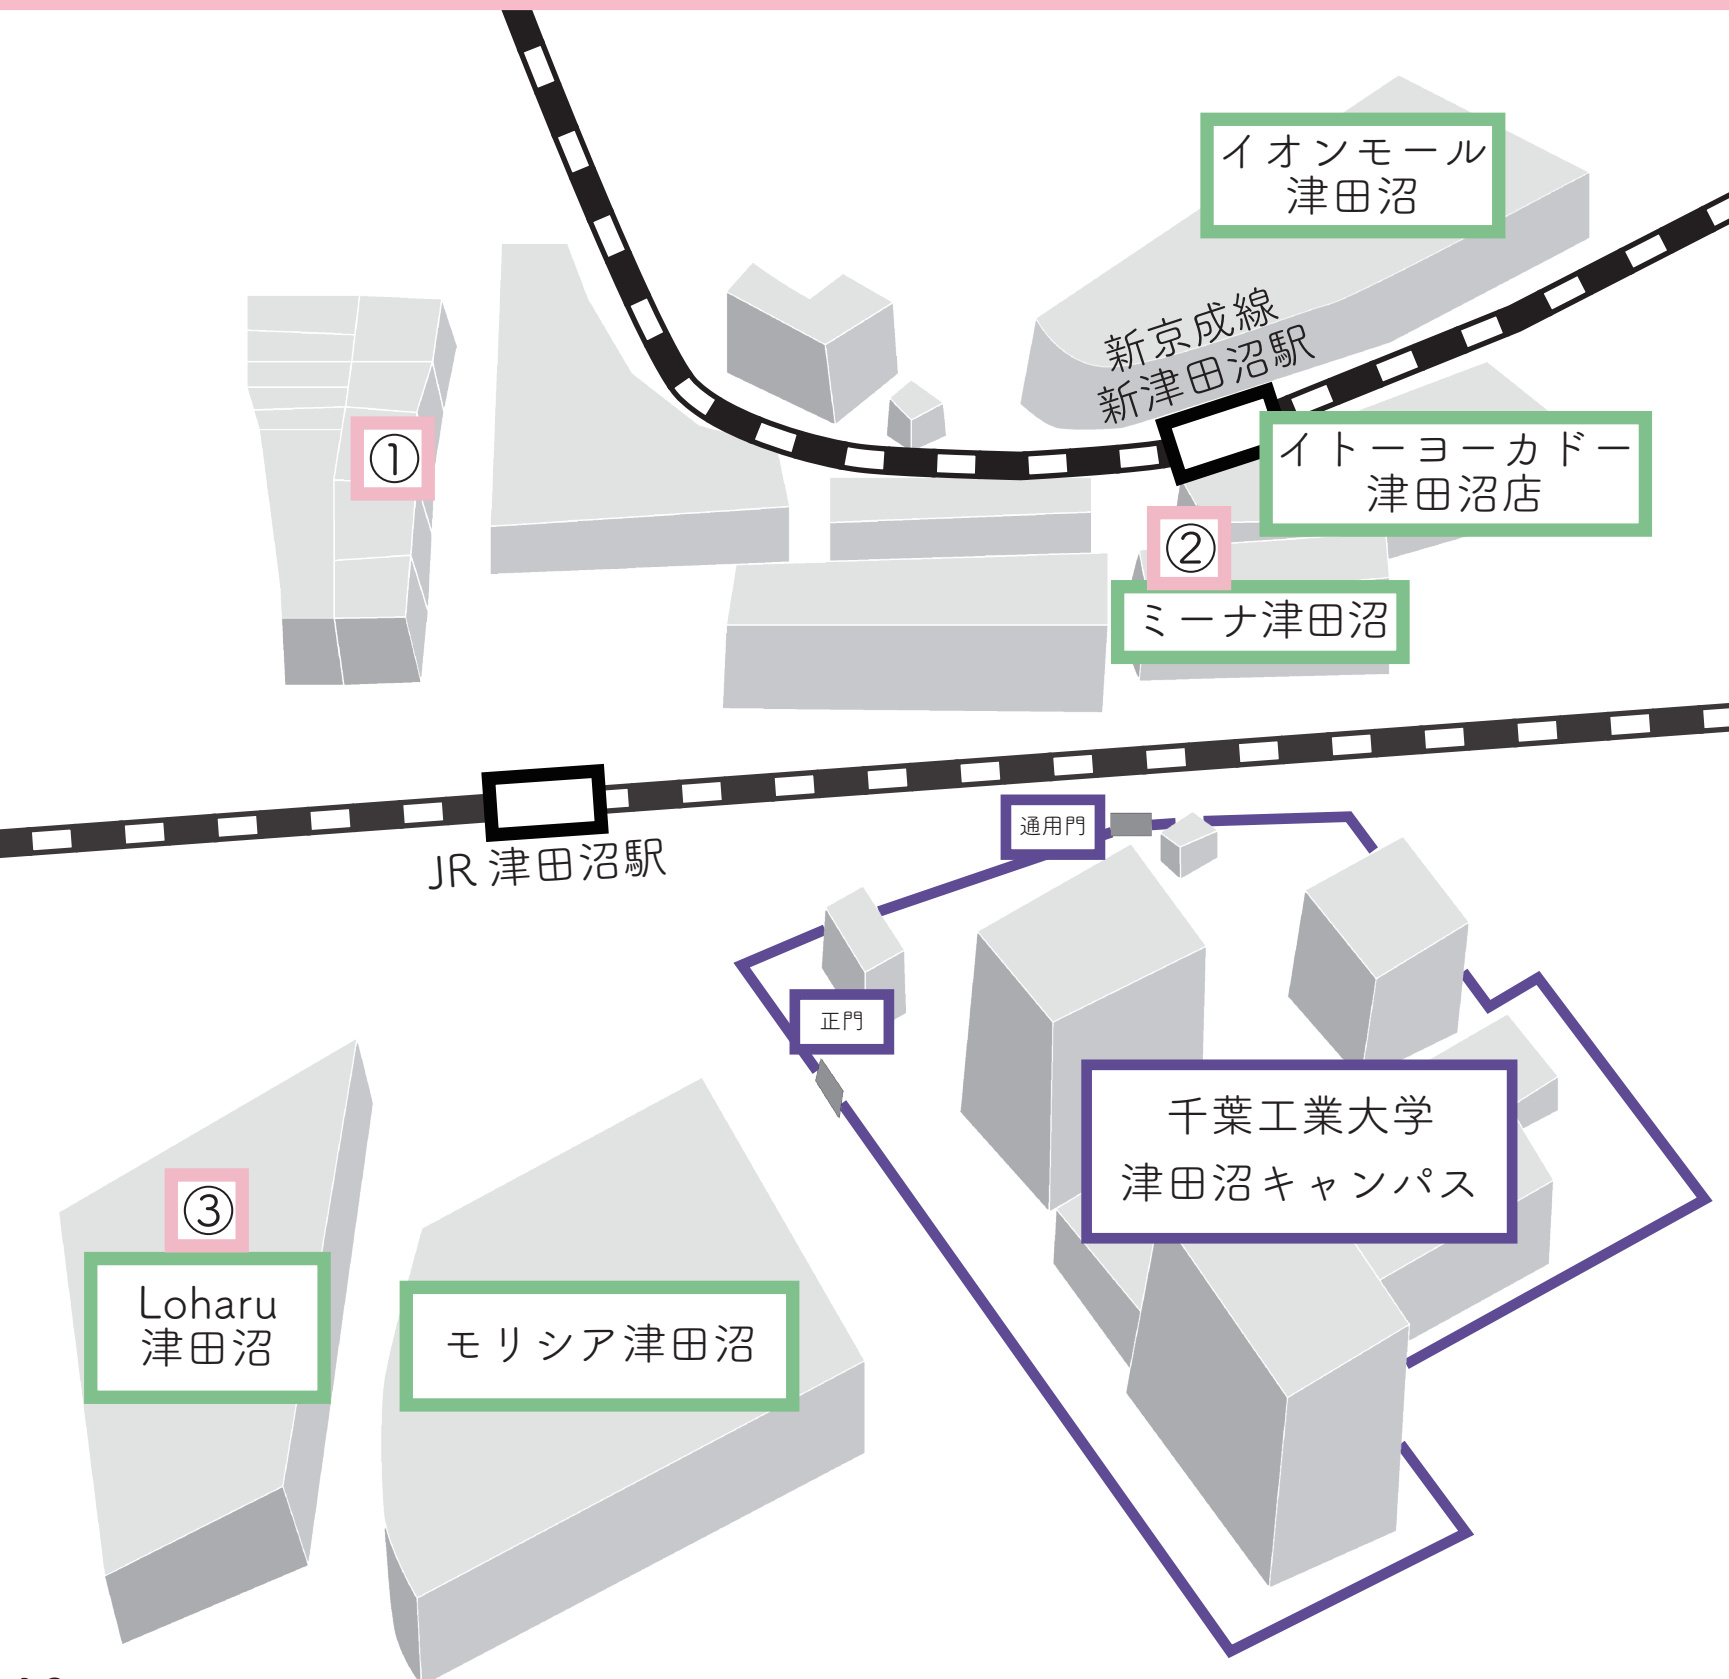 イオンモール
津田沼
新京成線
新津田沼駅
①
イトーヨーカドー
津田沼店
②
ミーナ津田沼
JR 津田沼駅
通用門
正門
千葉工業大学
津田沼キャンパス
③
Loharu
津田沼
モリシア津田沼